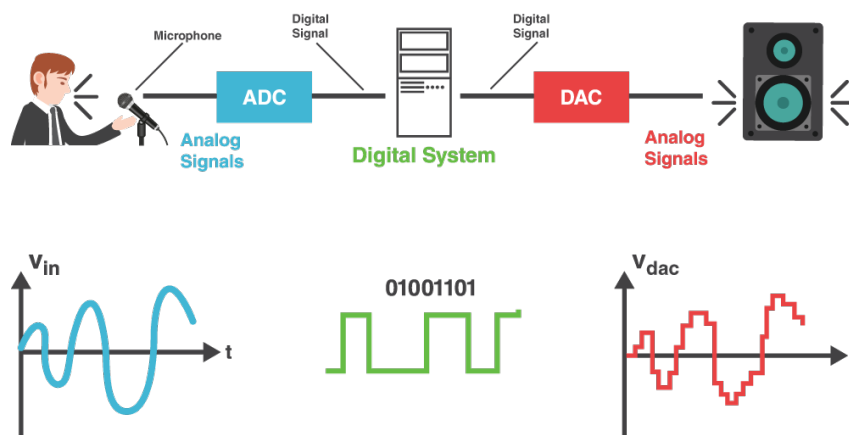 Microphone
ADC
Analog
Signals
Digital
Signal
Digital System
Digital
Signal
DAC
Analog
Signals
Vin
t
01001101
Vdac